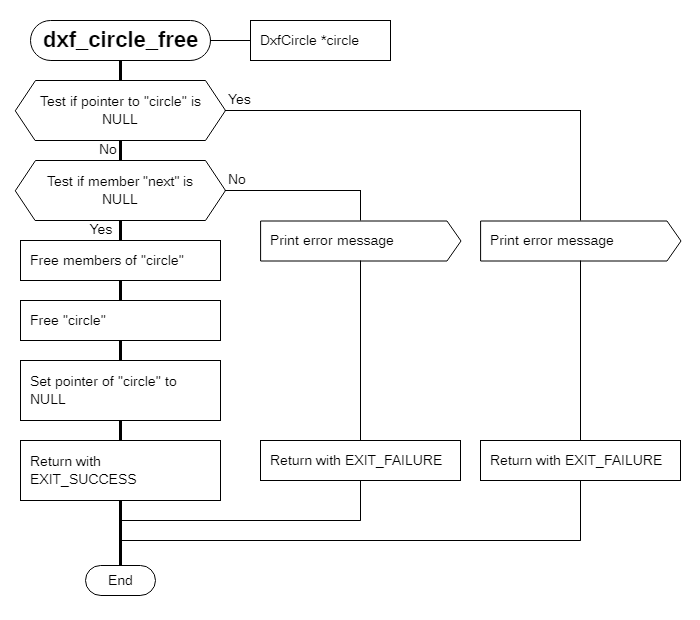 dxf_circle_free
DxfCircle *circle
Test if pointer to "circle" is
NULL
Yes
No
Test if member "next" is
NULL
No
Yes
Print error message
Print error message
Free members of "circle"
Free "circle"
Set pointer of "circle" to
NULL
Return with
EXIT_SUCCESS
Return with EXIT_FAILURE
Return with EXIT_FAILURE
End